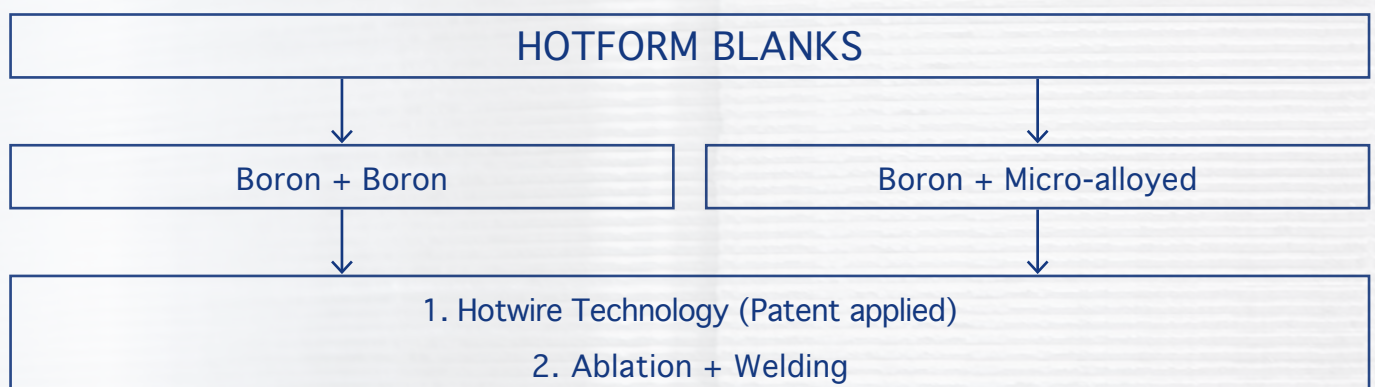 HOTFORM BLANKS
Boron + Boron
Boron + Micro-alloyed
1. Hotwire Technology (Patent applied)
2. Ablation + Welding